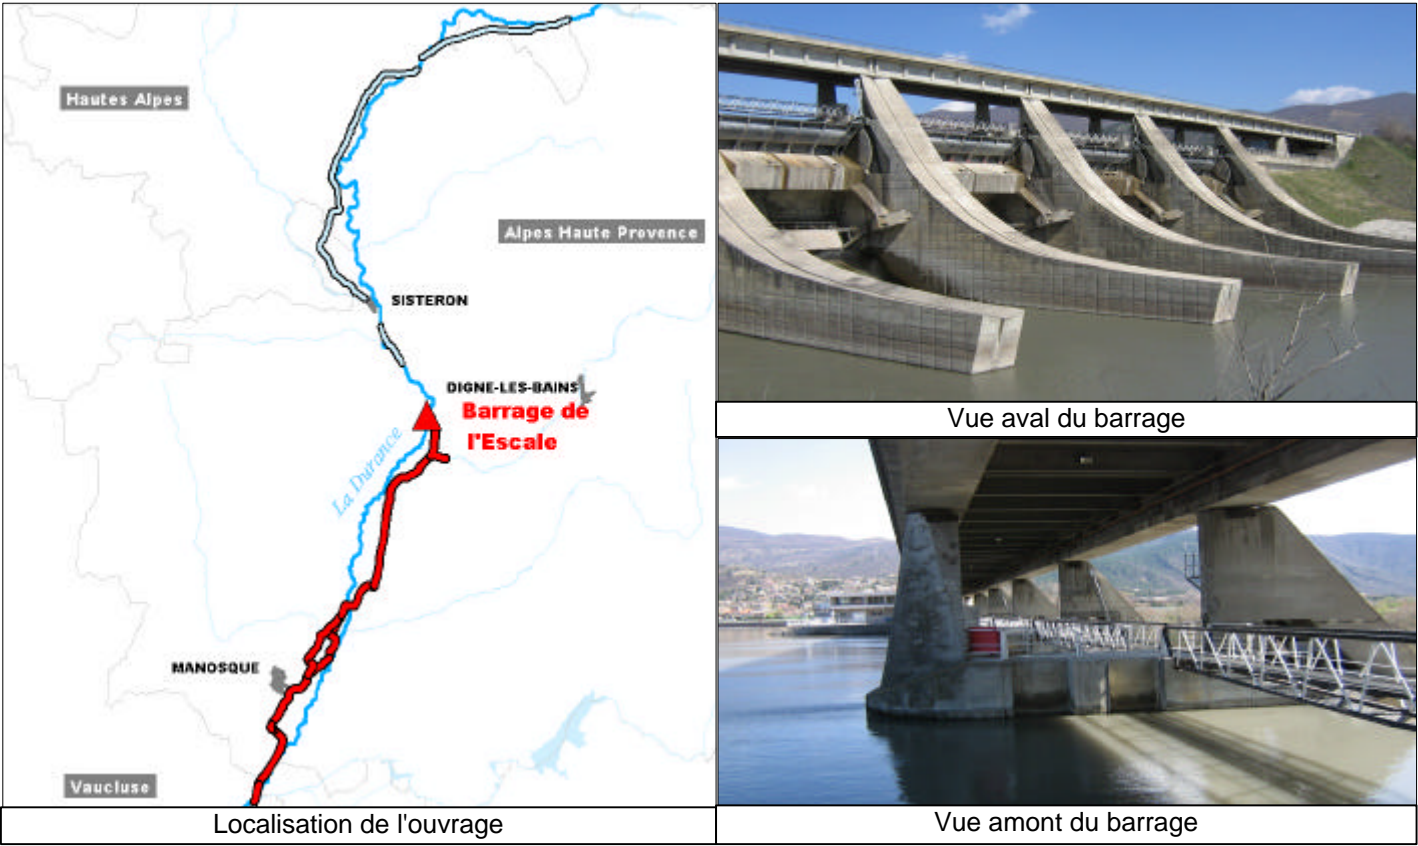 Hautes Alpes
Alpes Haute Provence
SISTERON
DIGNE-LES-BAINS
Barrage de
l'Escale
La Durance
MANOSQUE
Vaucluse
Localisation de l'ouvrage
Vue aval du barrage
Vue amont du barrage